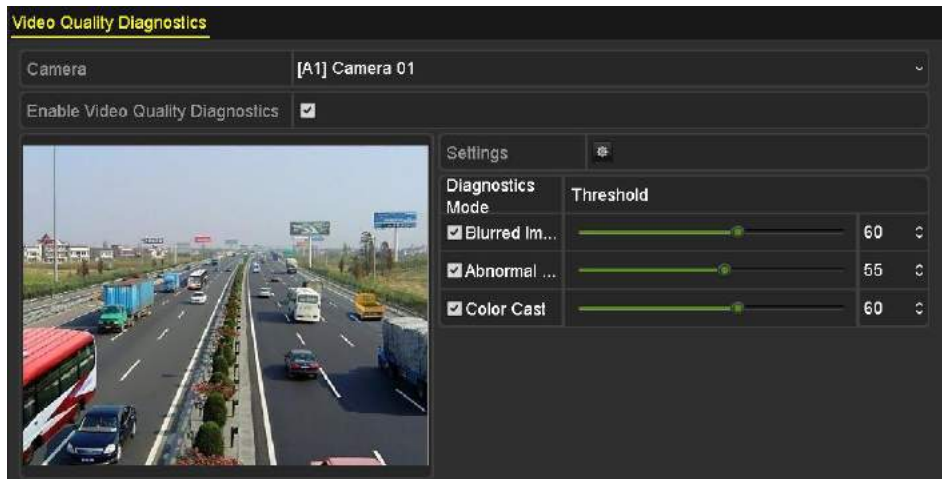 Video Quality Diagnostics
Camera [A1] Camera 01
Enable Video Quality Diagnostics
Settings
Diagnostics Mode Threshold
Blurred Im... 60
Abnormal ... 55
Color Cast 60